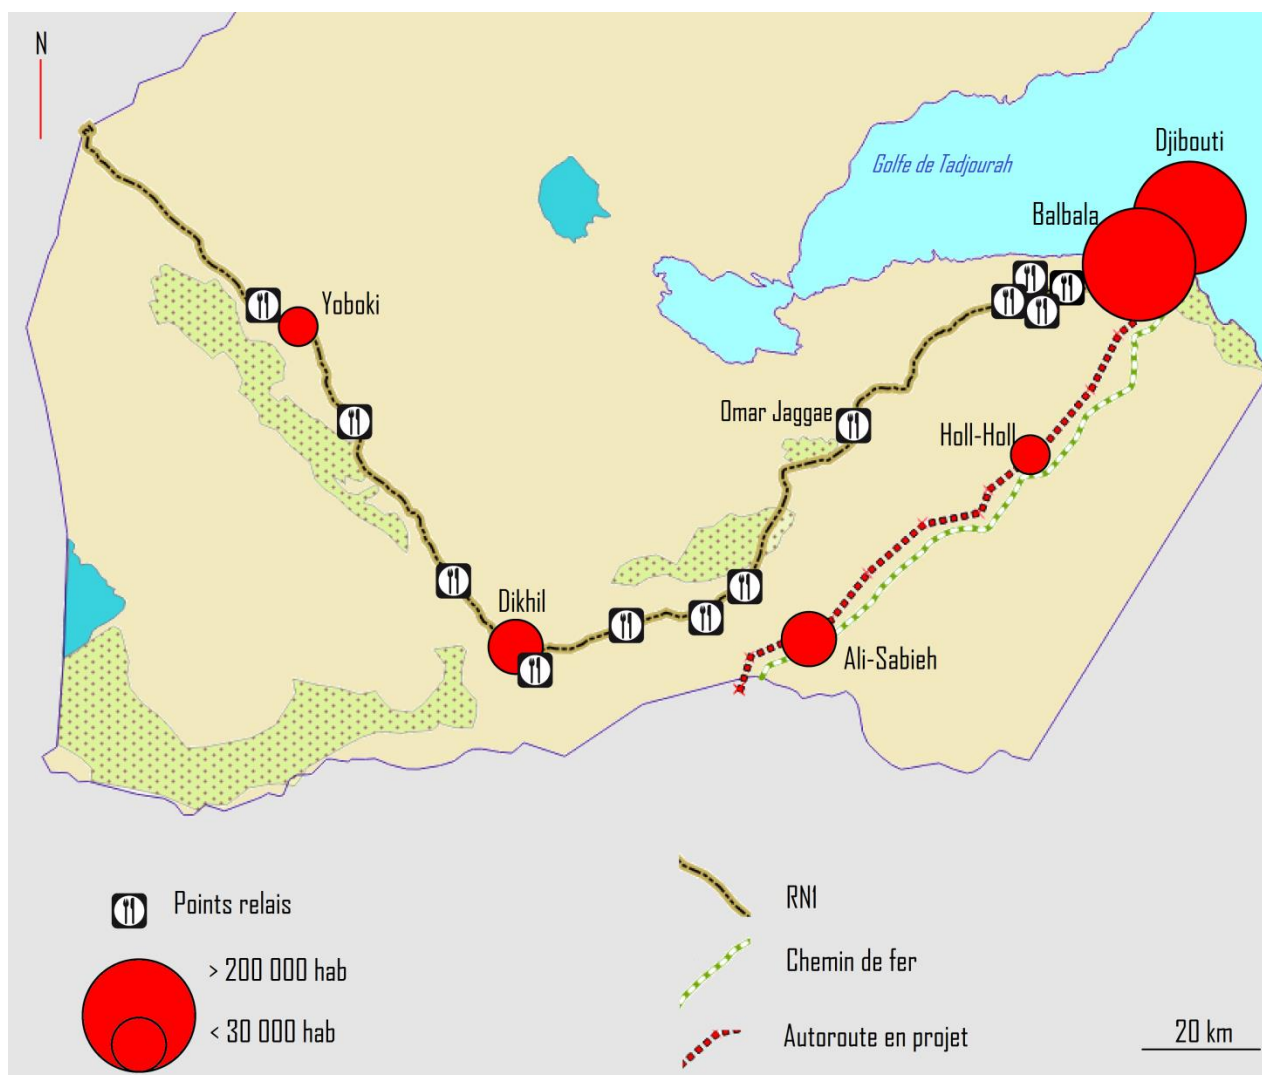 N
Djibouti
Golfe de Tadjourah
Balbala
Yoboki
Omar Jaggae
Holl-Holl
Dikhil
Ali-Sabieh
Points relais
> 200 000 hab
< 30 000 hab
RN1
Chemin de fer
Autoroute en projet
20 km